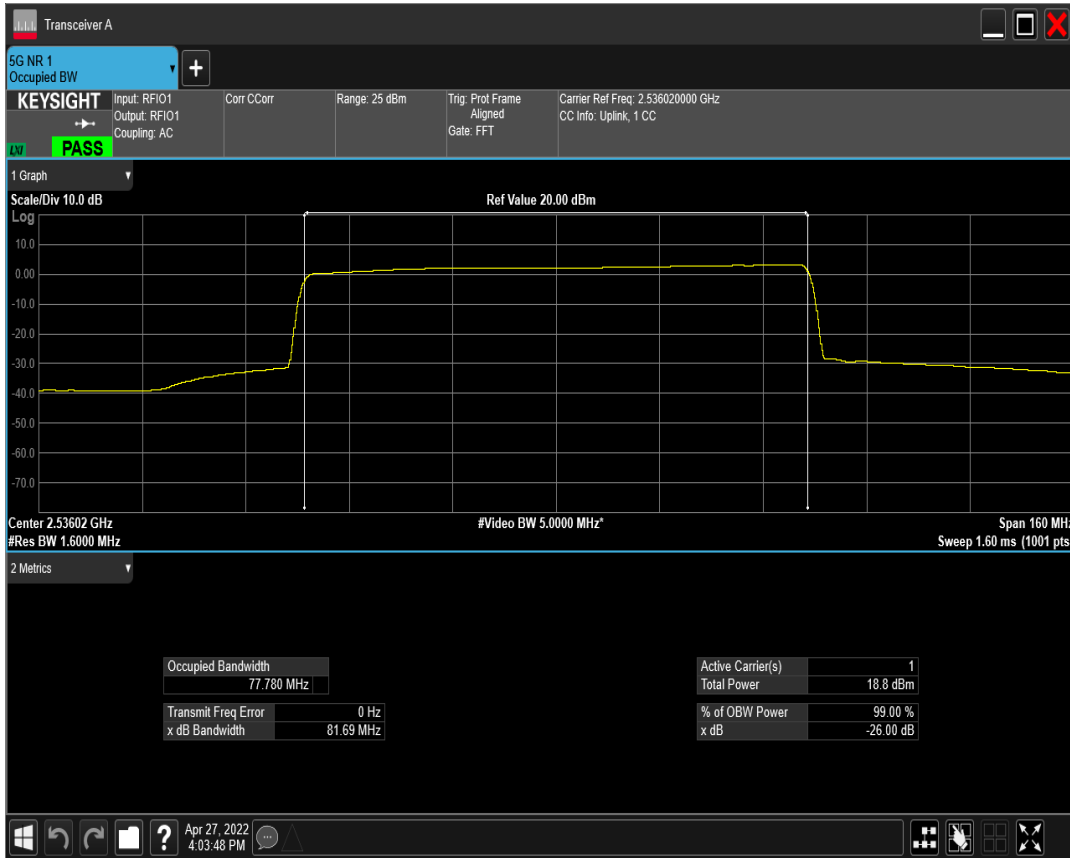 Transceiver A
5G NR 1
Occupied BW
+
KEYSIGHT
LXI
PASS
Input: RFIO1
Output: RFIO1
Coupling: AC
Corr CCorr
Range: 25 dBm
Trig: Prot Frame
Aligned
Gate: FFT
Carrier Ref Freq: 2.536020000 GHz
CC Info: Uplink, 1 CC
1 Graph
Scale/Div 10.0 dB
Ref Value 20.00 dBm
Log
10.0
0.00
-10.0
-20.0
-30.0
-40.0
-50.0
-60.0
-70.0
Center 2.53602 GHz
#Video BW 5.0000 MHz*
Span 160 MHz
#Res BW 1.6000 MHz
Sweep 1.60 ms (1001 pts
2 Metrics
Occupied Bandwidth
77.780 MHz
Transmit Freq Error 0 Hz
x dB Bandwidth 81.69 MHz
Active Carrier(s) 1
Total Power 18.8 dBm
% of OBW Power 99.00 %
x dB -26.00 dB
?
Apr 27, 2022
4:03:48 PM